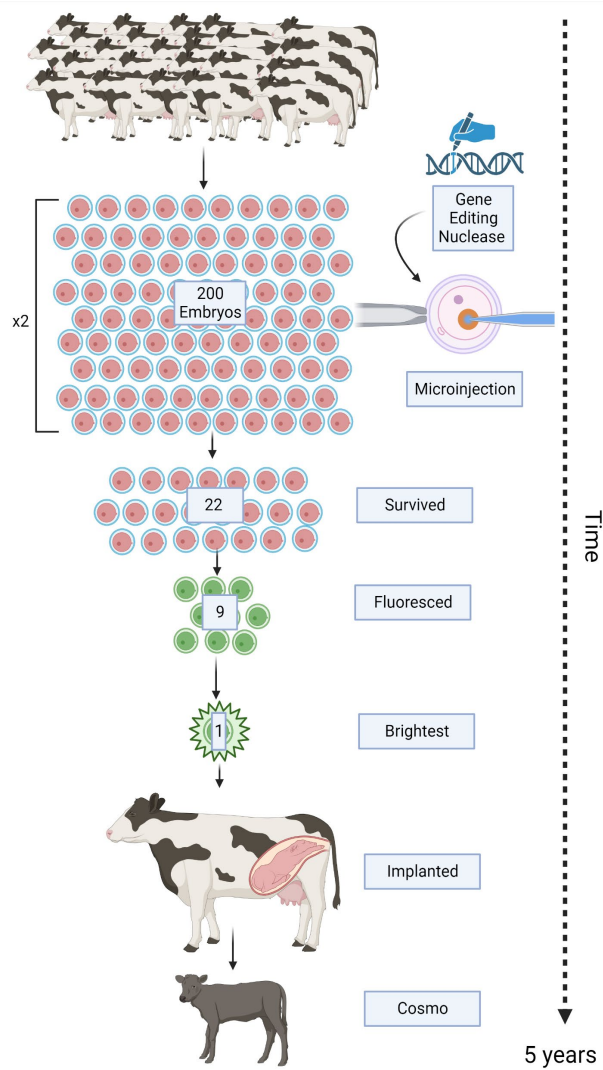 Gene
Editing
Nuclease
x2
200
Embryos
Microinjection
22
Survived
9
Fluoresced
1
Brightest
Implanted
Cosmo
Time
5 years